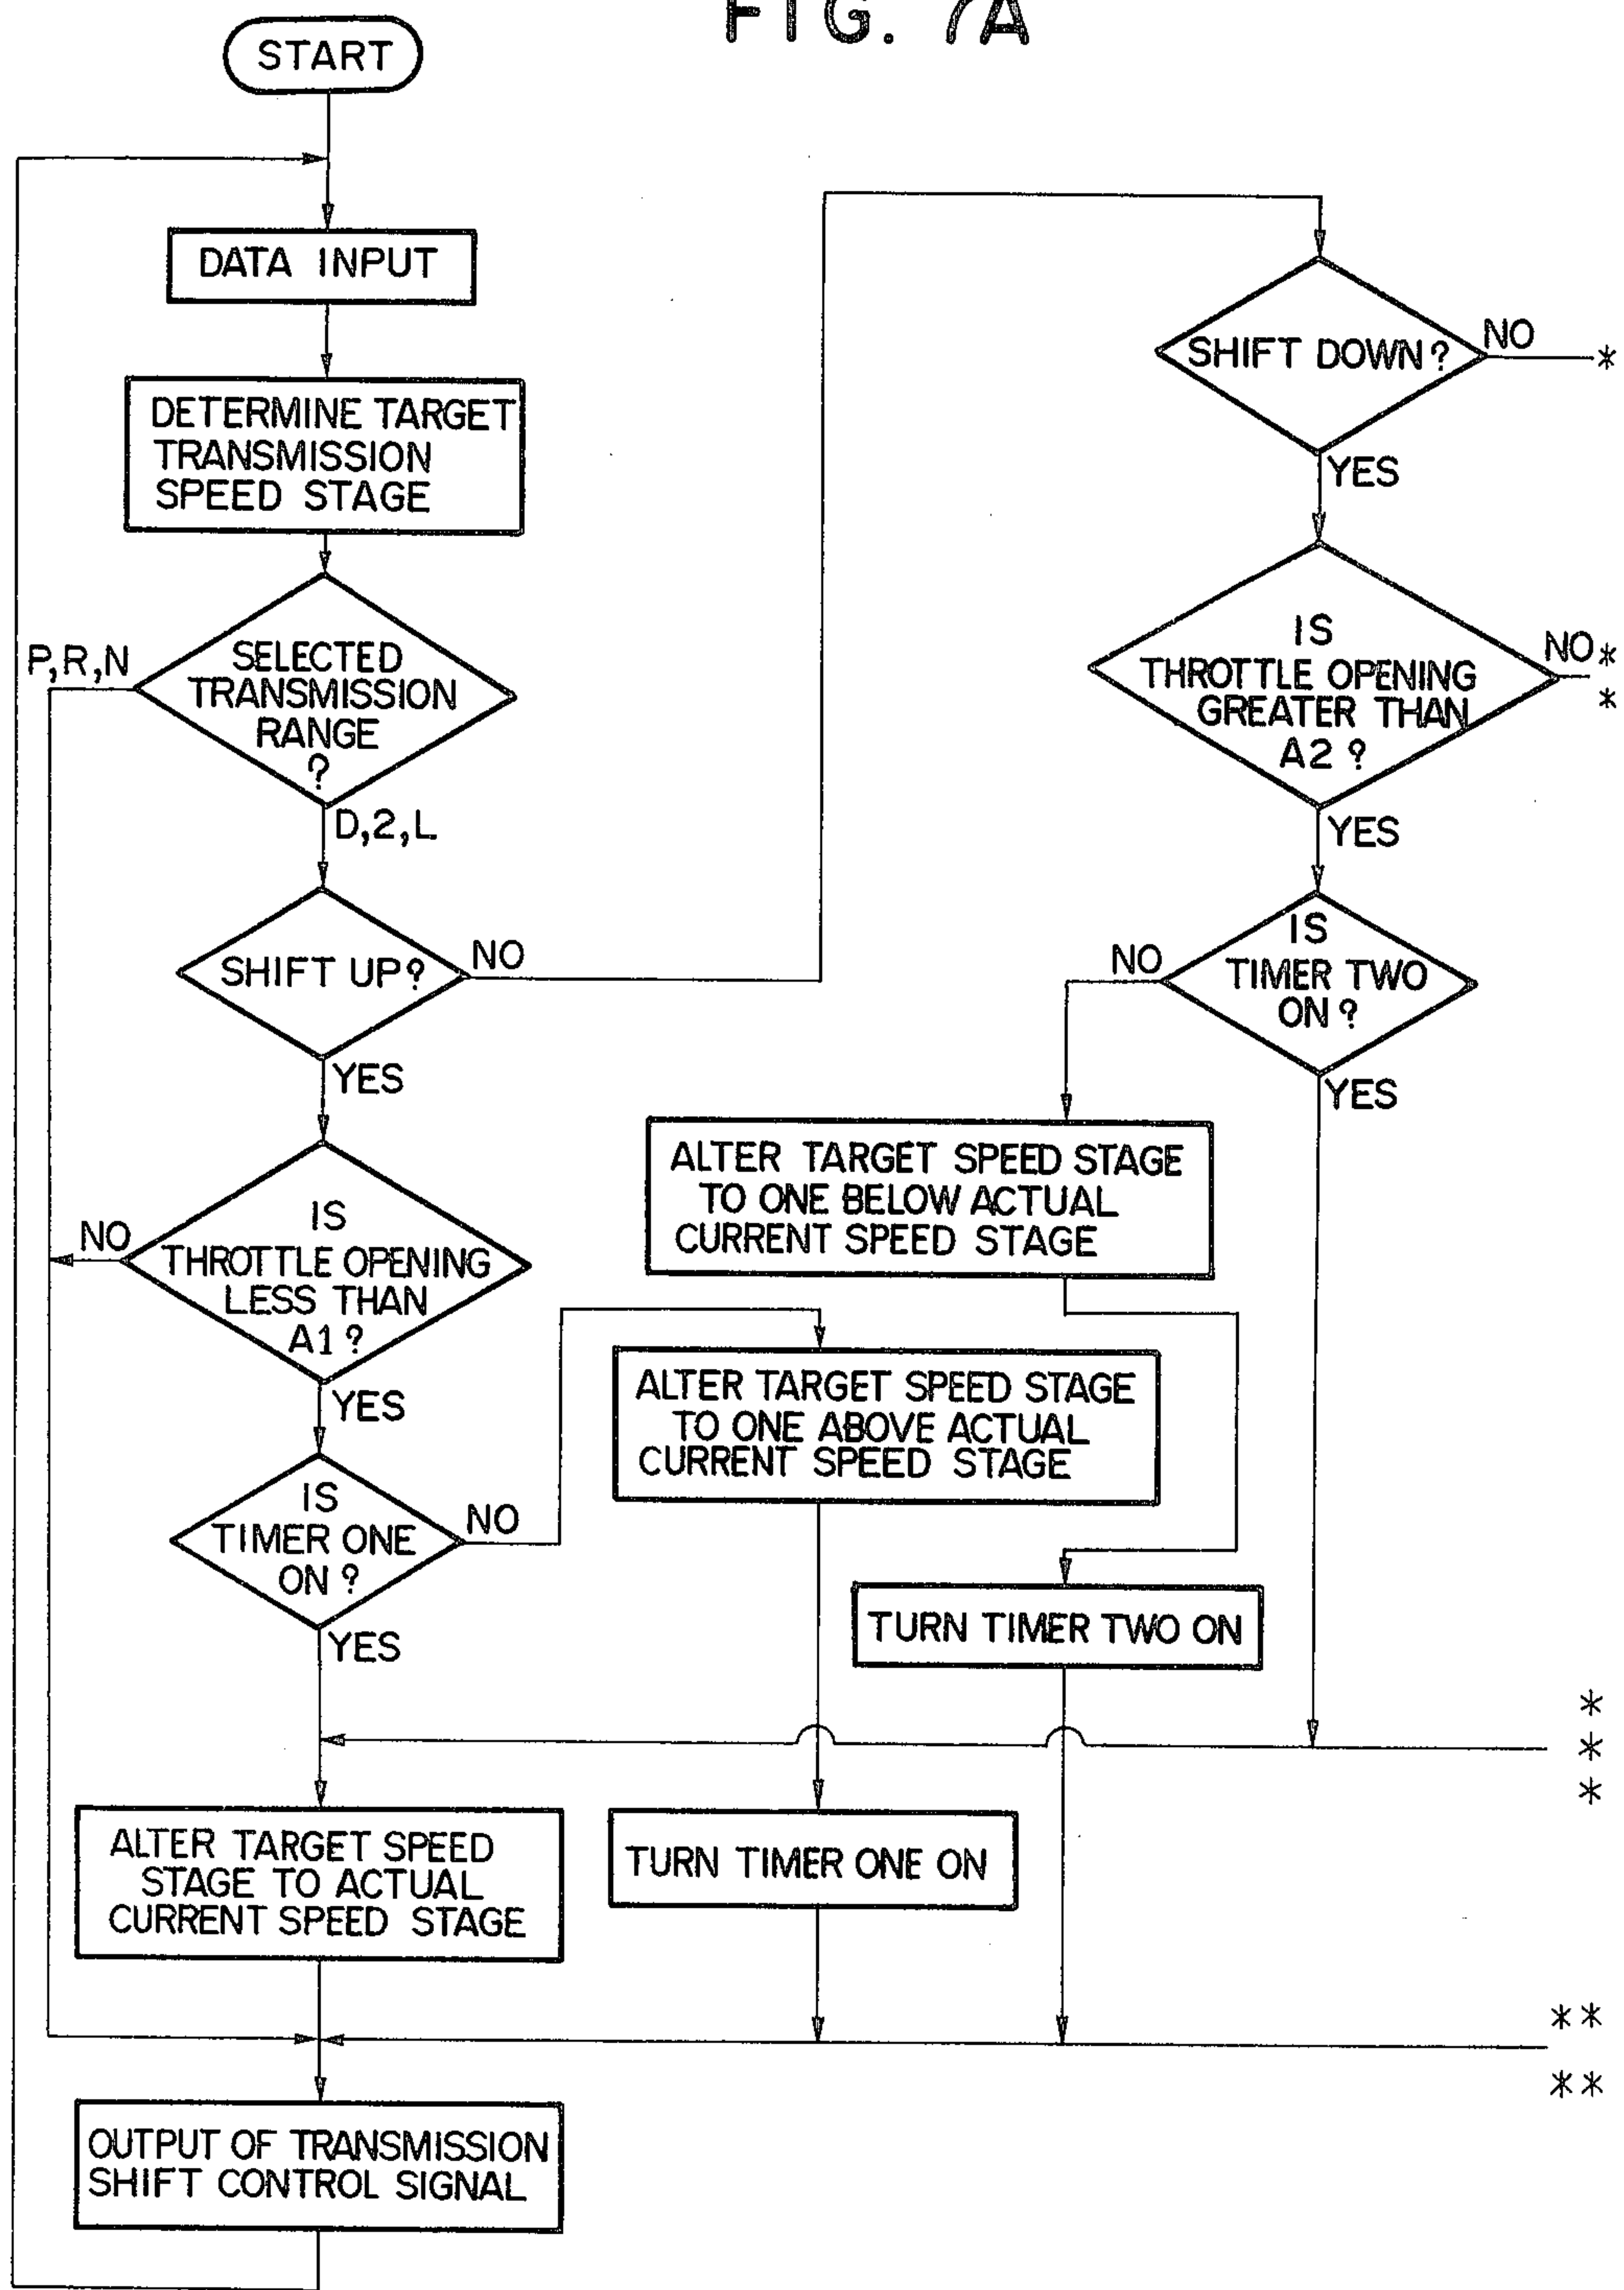 FIG. 7A
START
DATA INPUT
DETERMINE TARGET
TRANSMISSION
SPEED STAGE
P,R,N
SELECTED
TRANSMISSION
RANGE
?
D,2,L
SHIFT UP?
NO
YES
IS
THROTTLE OPENING
LESS THAN
A1?
NO
YES
IS
TIMER ONE
ON?
NO
YES
ALTER TARGET SPEED
STAGE TO ACTUAL
CURRENT SPEED STAGE
OUTPUT OF TRANSMISSION
SHIFT CONTROL SIGNAL
ALTER TARGET SPEED STAGE
TO ONE ABOVE ACTUAL
CURRENT SPEED STAGE
TURN TIMER ONE ON
SHIFT DOWN?
NO
*
YES
IS
THROTTLE OPENING
GREATER THAN
A2?
NO
*
*
YES
IS
TIMER TWO
ON?
NO
YES
ALTER TARGET SPEED STAGE
TO ONE BELOW ACTUAL
CURRENT SPEED STAGE
TURN TIMER TWO ON
*
*
*
**
**